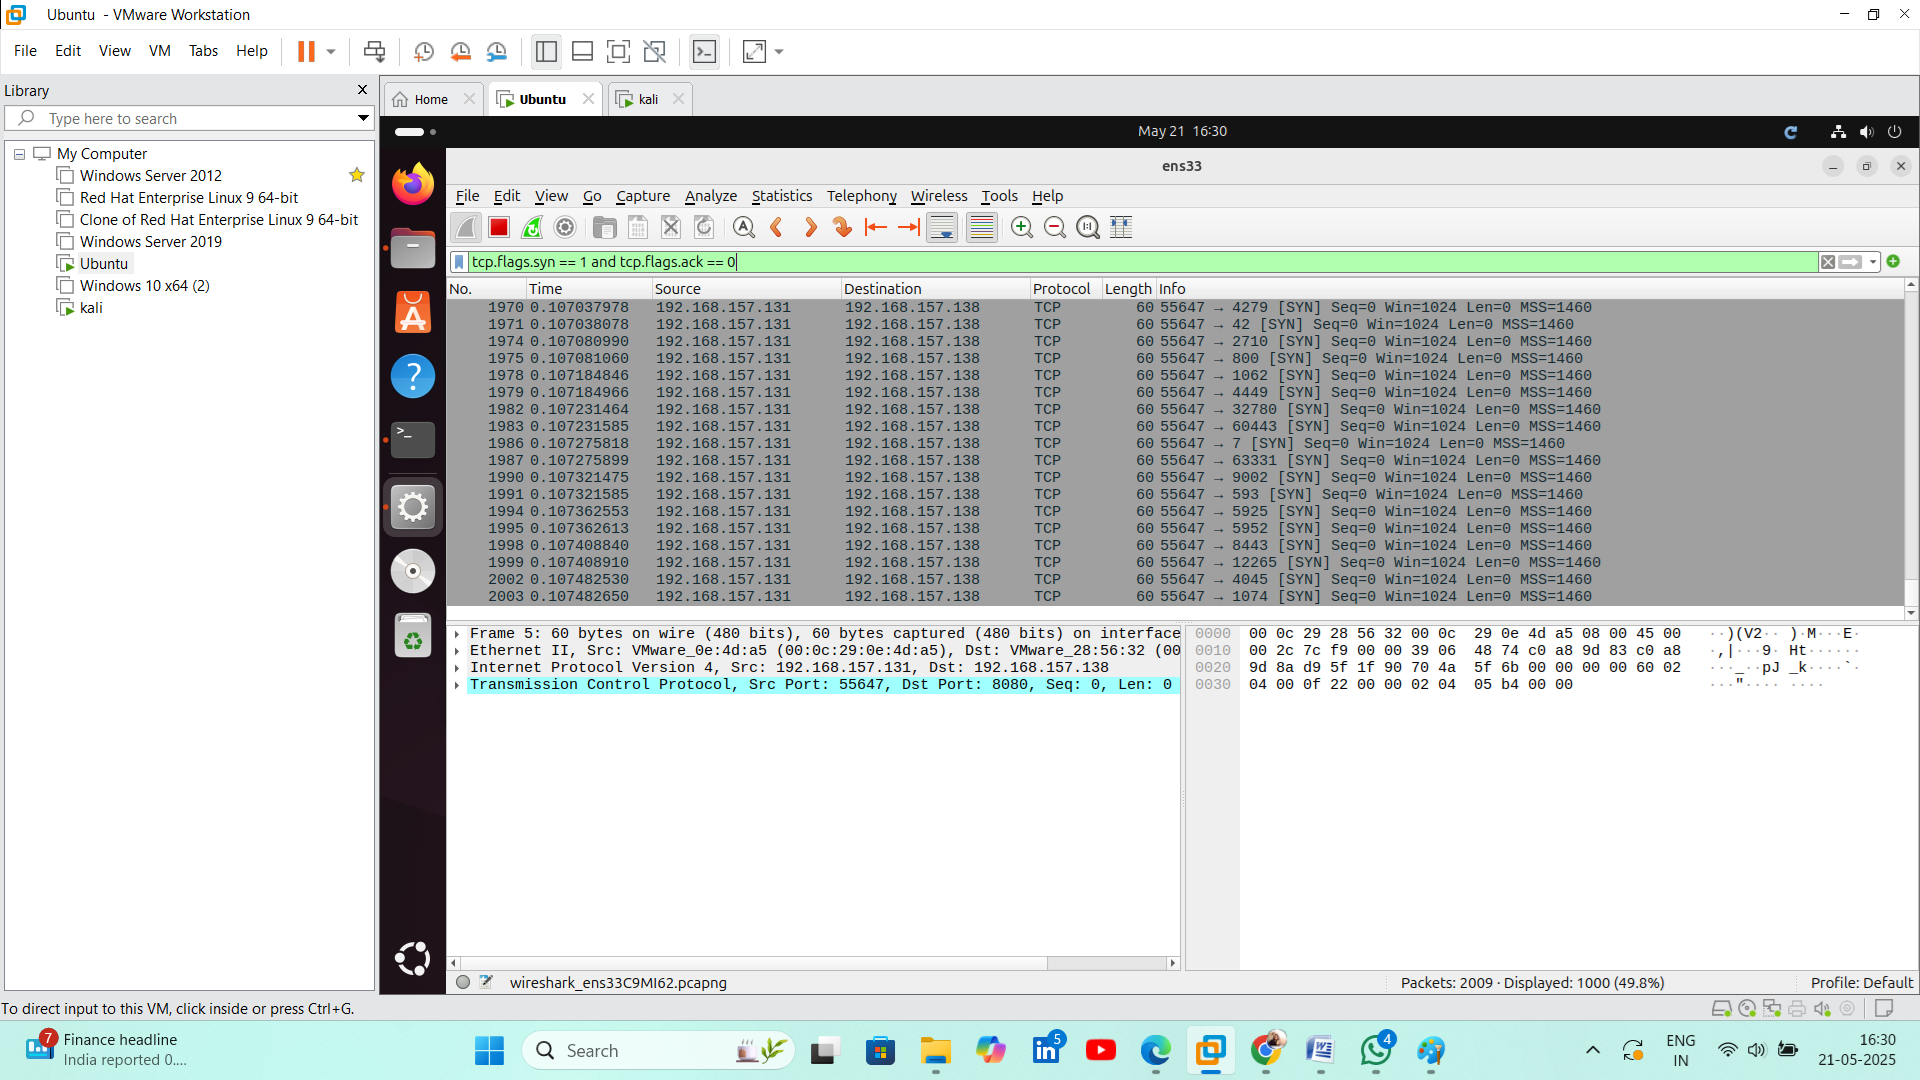 Ubuntu - VMware Workstation
File Edit View VM Tabs Help
Library
Type here to search
My Computer
Windows Server 2012
Red Hat Enterprise Linux 9 64-bit
Clone of Red Hat Enterprise Linux 9 64-bit
Windows Server 2019
Ubuntu
Windows 10 x64 (2)
kali
Home Ubuntu kali
May 21 16:30
ens33
File Edit View Go Capture Analyze Statistics Telephony Wireless Tools Help
tcp.flags.syn == 1 and tcp.flags.ack == 0
No. Time Source Destination Protocol Length Info
1970 0.107037978 192.168.157.131 192.168.157.138 TCP 60 55647 → 4279 [SYN] Seq=0 Win=1024 Len=0 MSS=1460
1971 0.107038078 192.168.157.131 192.168.157.138 TCP 60 55647 → 42 [SYN] Seq=0 Win=1024 Len=0 MSS=1460
1974 0.107080990 192.168.157.131 192.168.157.138 TCP 60 55647 → 2710 [SYN] Seq=0 Win=1024 Len=0 MSS=1460
1975 0.107081060 192.168.157.131 192.168.157.138 TCP 60 55647 → 800 [SYN] Seq=0 Win=1024 Len=0 MSS=1460
1978 0.107184846 192.168.157.131 192.168.157.138 TCP 60 55647 → 1062 [SYN] Seq=0 Win=1024 Len=0 MSS=1460
1979 0.107184966 192.168.157.131 192.168.157.138 TCP 60 55647 → 4449 [SYN] Seq=0 Win=1024 Len=0 MSS=1460
1982 0.107231464 192.168.157.131 192.168.157.138 TCP 60 55647 → 32780 [SYN] Seq=0 Win=1024 Len=0 MSS=1460
1983 0.107231585 192.168.157.131 192.168.157.138 TCP 60 55647 → 60443 [SYN] Seq=0 Win=1024 Len=0 MSS=1460
1986 0.107275818 192.168.157.131 192.168.157.138 TCP 60 55647 → 7 [SYN] Seq=0 Win=1024 Len=0 MSS=1460
1987 0.107275899 192.168.157.131 192.168.157.138 TCP 60 55647 → 63331 [SYN] Seq=0 Win=1024 Len=0 MSS=1460
1990 0.107321475 192.168.157.131 192.168.157.138 TCP 60 55647 → 9002 [SYN] Seq=0 Win=1024 Len=0 MSS=1460
1991 0.107321585 192.168.157.131 192.168.157.138 TCP 60 55647 → 593 [SYN] Seq=0 Win=1024 Len=0 MSS=1460
1994 0.107362553 192.168.157.131 192.168.157.138 TCP 60 55647 → 5925 [SYN] Seq=0 Win=1024 Len=0 MSS=1460
1995 0.107362613 192.168.157.131 192.168.157.138 TCP 60 55647 → 5952 [SYN] Seq=0 Win=1024 Len=0 MSS=1460
1998 0.107408840 192.168.157.131 192.168.157.138 TCP 60 55647 → 8443 [SYN] Seq=0 Win=1024 Len=0 MSS=1460
1999 0.107408910 192.168.157.131 192.168.157.138 TCP 60 55647 → 12265 [SYN] Seq=0 Win=1024 Len=0 MSS=1460
2002 0.107482530 192.168.157.131 192.168.157.138 TCP 60 55647 → 4045 [SYN] Seq=0 Win=1024 Len=0 MSS=1460
2003 0.107482650 192.168.157.131 192.168.157.138 TCP 60 55647 → 1074 [SYN] Seq=0 Win=1024 Len=0 MSS=1460
Frame 5: 60 bytes on wire (480 bits), 60 bytes captured (480 bits) on interface
Ethernet II, Src: VMware_0e:4d:a5 (00:0c:29:0e:4d:a5), Dst: VMware_28:56:32 (00
Internet Protocol Version 4, Src: 192.168.157.131, Dst: 192.168.157.138
Transmission Control Protocol, Src Port: 55647, Dst Port: 8080, Seq: 0, Len: 0
0000 00 0c 29 28 56 32 00 0c 29 0e 4d a5 08 00 45 00 ··)(V2·· )·M···E·
0010 00 2c 7c f9 00 00 39 06 48 74 c0 a8 9d 83 c0 a8 ·,|···9· Ht······
0020 9d 8a d9 5f 1f 90 70 4a 5f 6b 00 00 00 00 60 02 ···_··pJ _k····`·
0030 04 00 0f 22 00 00 02 04 05 b4 00 00 ···"···· ····
wireshark_ens33C9MI62.pcapng
Packets: 2009 · Displayed: 1000 (49.8%)
Profile: Default
To direct input to this VM, click inside or press Ctrl+G.
7
Finance headline
India reported 0....
Search
5
4
ENG
IN
16:30
21-05-2025